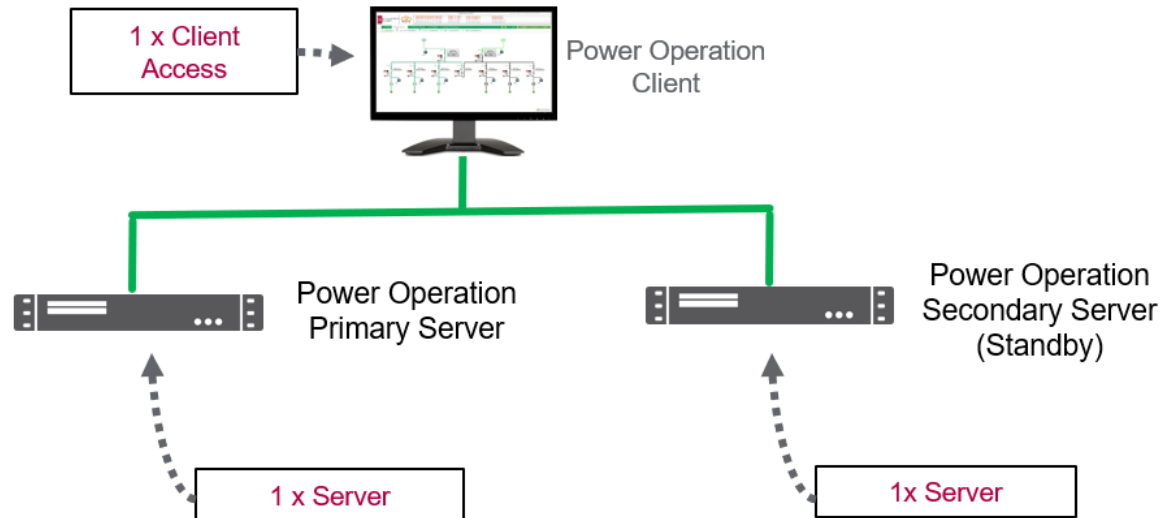 1 x Client
Access
Power Operation
Client
Power Operation
Primary Server
Power Operation
Secondary Server
(Standby)
1 x Server
1x Server